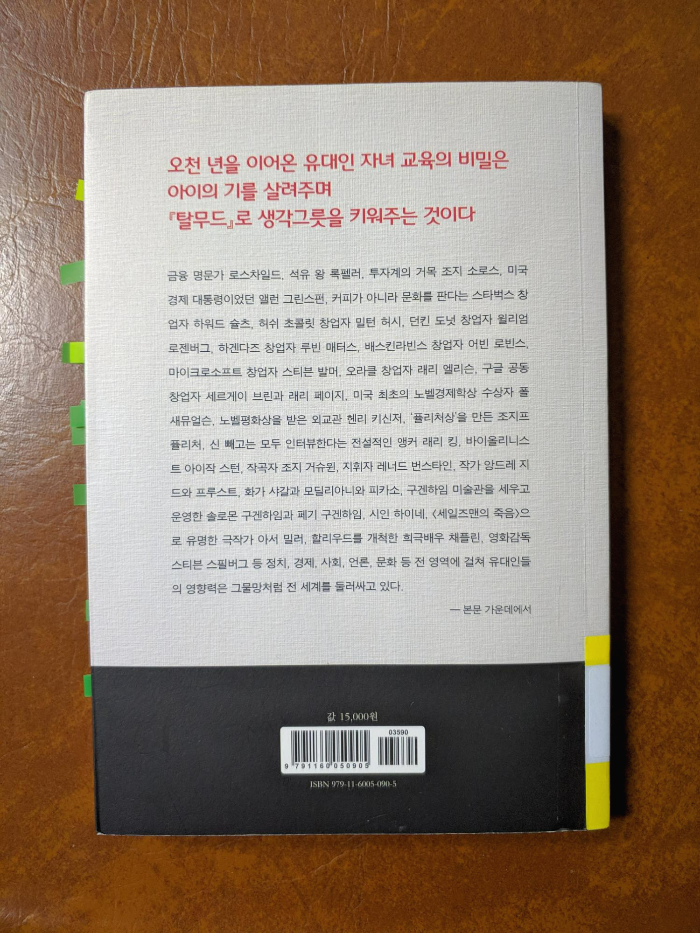 오천 년을 이어온 유대인 자녀 교육의 비밀은
아이의 기를 살려주며
『탈무드』로 생각그릇을 키워주는 것이다
금융 명문가 로스차일드, 석유 왕 록펠러, 투자계의 거목 조지 소로스, 미국
경제 대통령이었던 앨런 그린스펀, 커피가 아니라 문화를 판다는 스타벅스 창
업자 하워드 슐츠, 허쉬 초콜릿 창업자 밀턴 허시, 던킨 도넛 창업자 윌리엄
로젠버그, 하겐다즈 창업자 루빈 매터스, 배스킨라빈스 창업자 어빈 로빈스,
마이크로소프트 창업자 스티븐 발머, 오라클 창업자 래리 엘리슨, 구글 공동
창업자 세르게이 브린과 래리 페이지, 미국 최초의 노벨경제학상 수상자 폴
새뮤얼슨, 노벨평화상을 받은 외교관 헨리 키신저, '퓰리처상'을 만든 조지프
퓰리처, 신 빼고는 모두 인터뷰한다는 전설적인 앵커 래리 킹, 바이올리니스
트 아이작 스턴, 작곡자 조지 거슈윈, 지휘자 레너드 번스타인, 작가 앙드레 지
드와 프루스트, 화가 샤갈과 모딜리아니와 피카소, 구겐하임 미술관을 세우고
운영한 솔로몬 구겐하임과 페기 구겐하임, 시인 하이네, 〈세일즈맨의 죽음〉으
로 유명한 극작가 아서 밀러, 할리우드를 개척한 희극배우 채플린, 영화감독
스티븐 스필버그 등 정치, 경제, 사회, 언론, 문화 등 전 영역에 걸쳐 유대인들
의 영향력은 그물망처럼 전 세계를 둘러싸고 있다.
— 본문 가운데에서
값 15,000원
03590
9 791160 050905
ISBN 979-11-6005-090-5